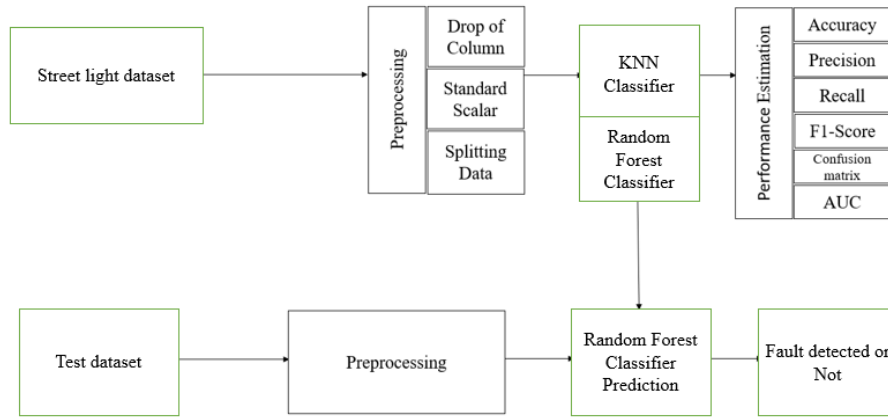 Street light dataset
Preprocessing
Drop of
Column
Standard
Scalar
Splitting
Data
KNN
Classifier
Random
Forest
Classifier
Performance Estimation
Accuracy
Precision
Recall
F1-Score
Confusion
matrix
AUC
Test dataset
Preprocessing
Random Forest
Classifier
Prediction
Fault detected or
Not